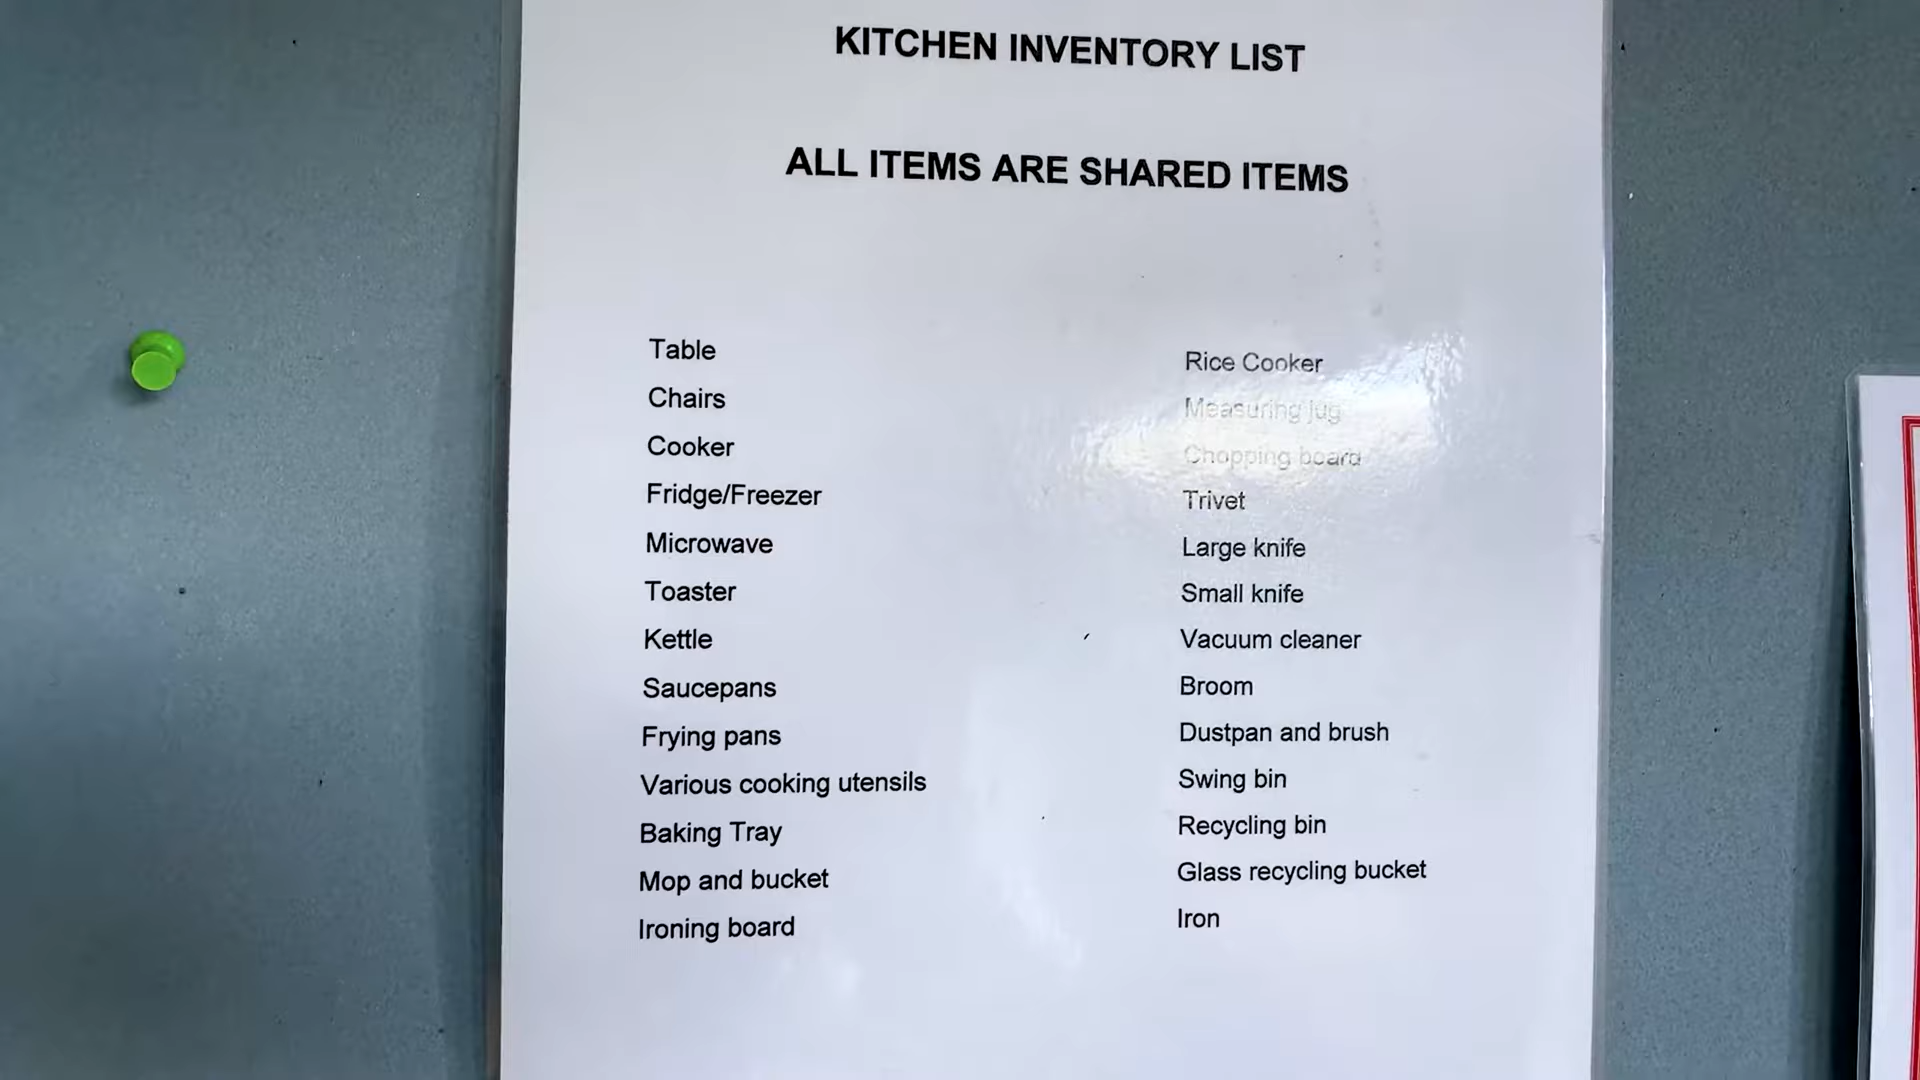 KITCHEN INVENTORY LIST
ALL ITEMS ARE SHARED ITEMS
Table
Chairs
Cooker
Fridge/Freezer
Microwave
Toaster
Kettle
Saucepans
Frying pans
Various cooking utensils
Baking Tray
Mop and bucket
Ironing board
Rice Cooker
Measuring jug
Chopping board
Trivet
Large knife
Small knife
Vacuum cleaner
Broom
Dustpan and brush
Swing bin
Recycling bin
Glass recycling bucket
Iron